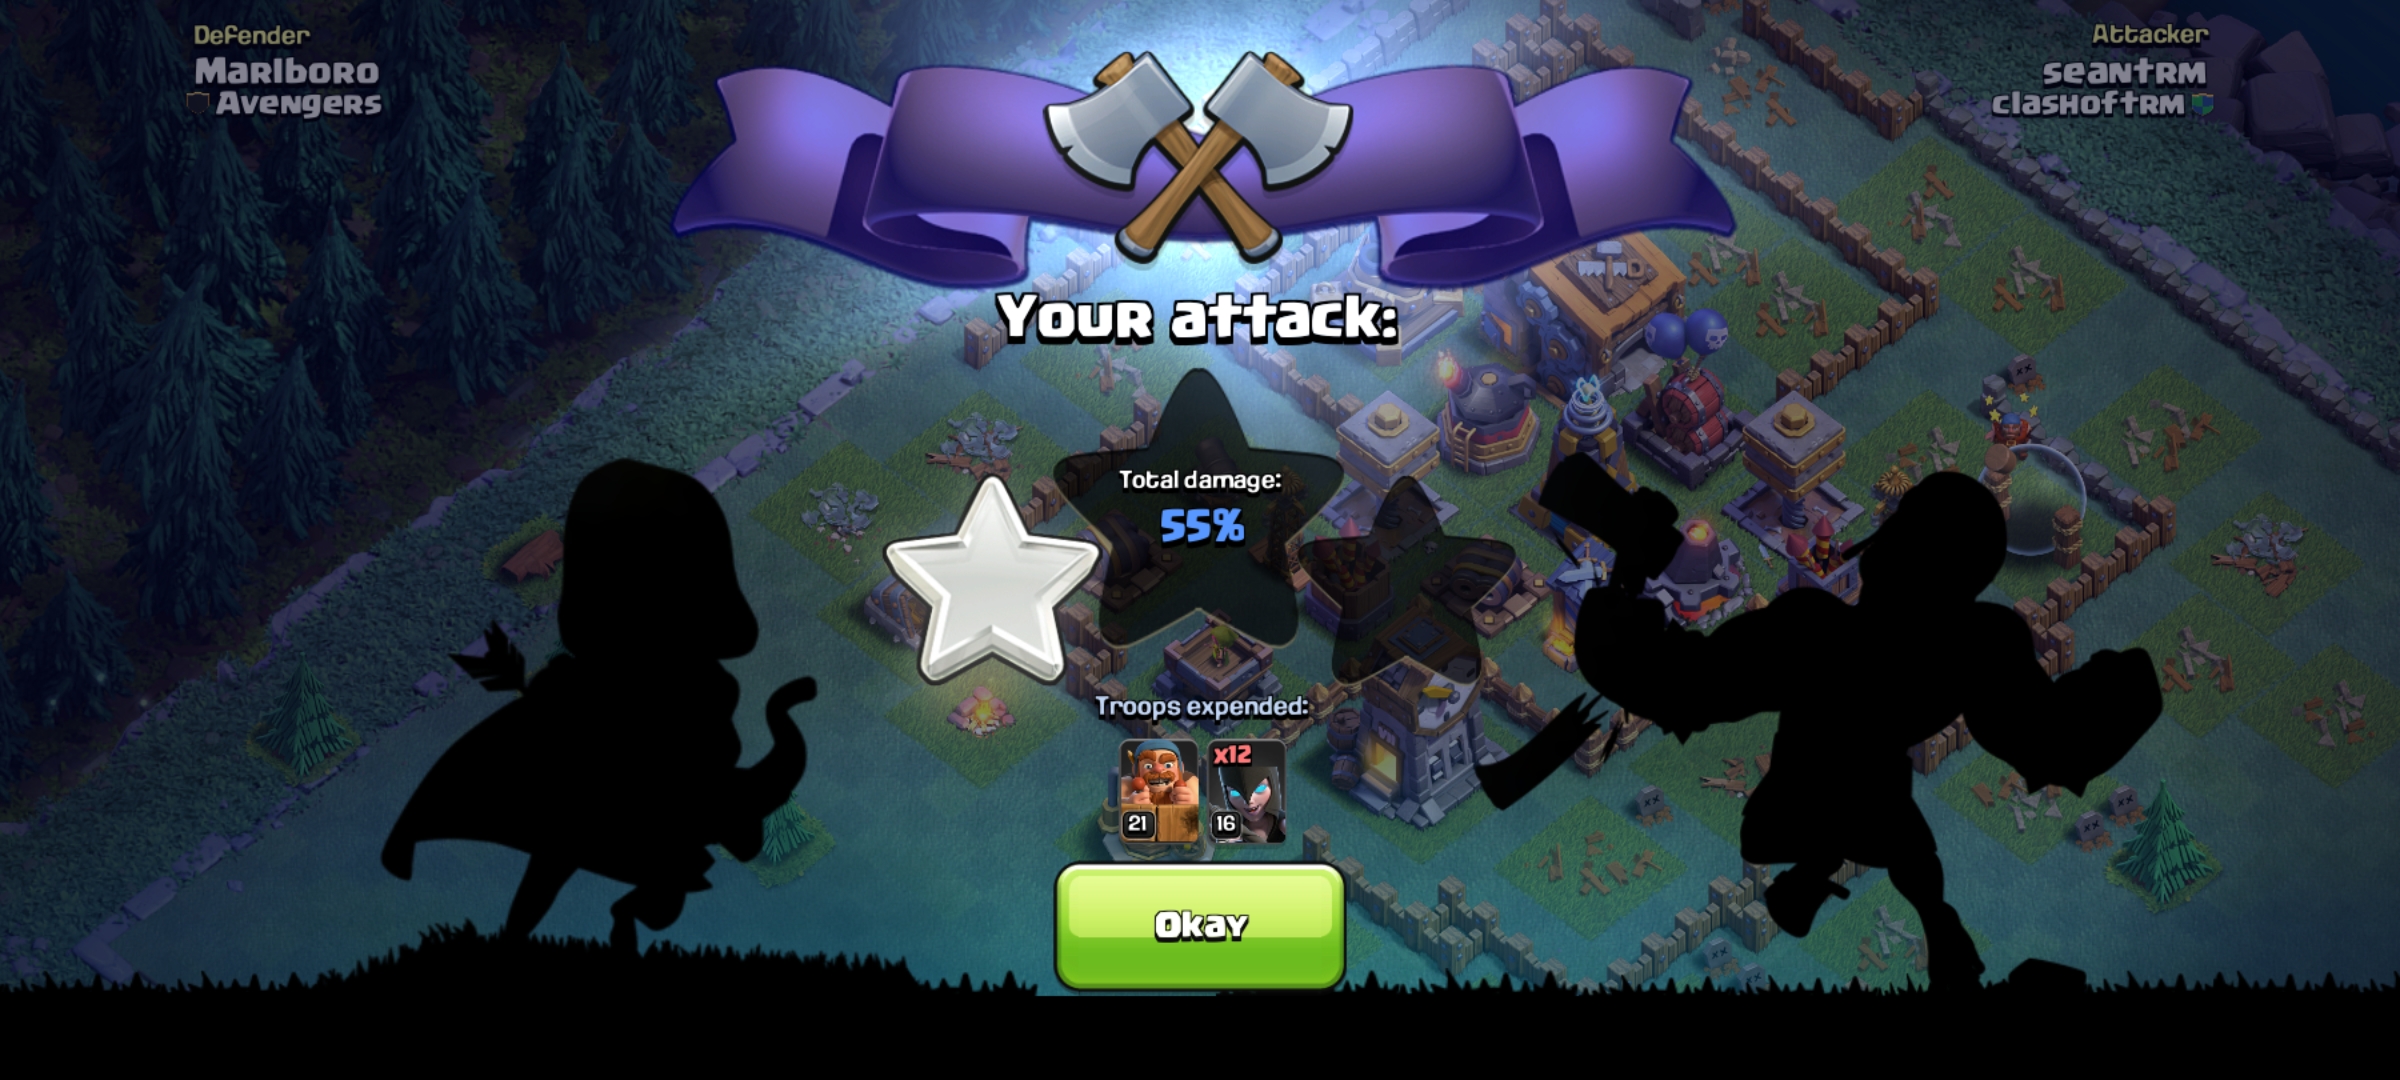 Defender
Marlboro
Avengers
Attacker
seantrm
clashoftrm
Your attack:
Total damage:
55%
Troops expended:
x12
21
16
Okay